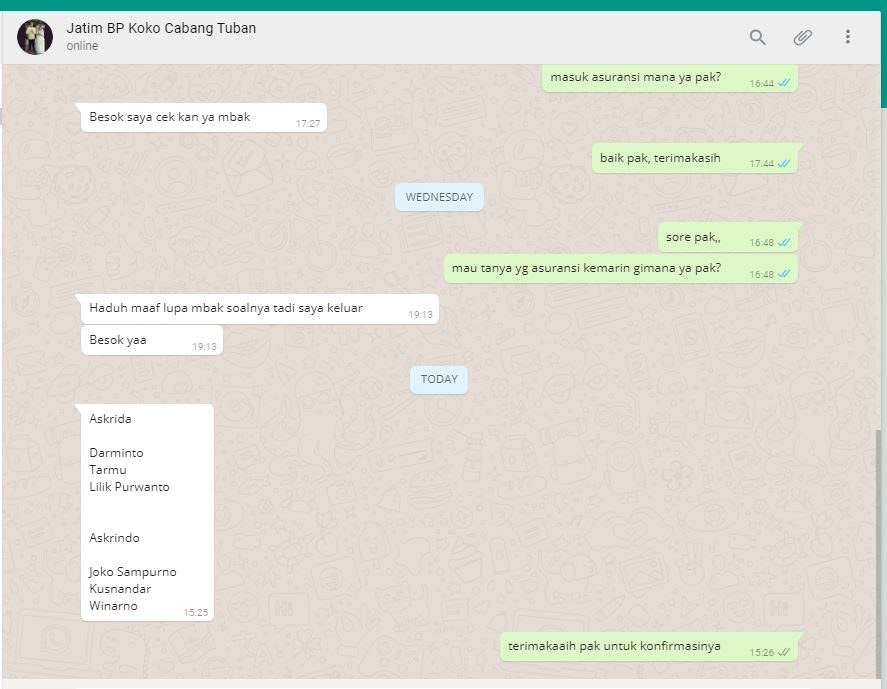 Jatim BP Koko Cabang Tuban
online
masuk asuransi mana ya pak?
16:44
Besok saya cek kan ya mbak
17:27
baik pak, terimakasih
17:44
WEDNESDAY
sore pak,,
16:48
mau tanya yg asuransi kemarin gimana ya pak?
16:48
Haduh maaf lupa mbak soalnya tadi saya keluar
19:13
Besok yaa
19:13
TODAY
Askrida
Darminto
Tarmu
Lilik Purwanto
Askrindo
Joko Sampurno
Kusnandar
Winarno
15:25
terimakaaih pak untuk konfirmasinya
15:26